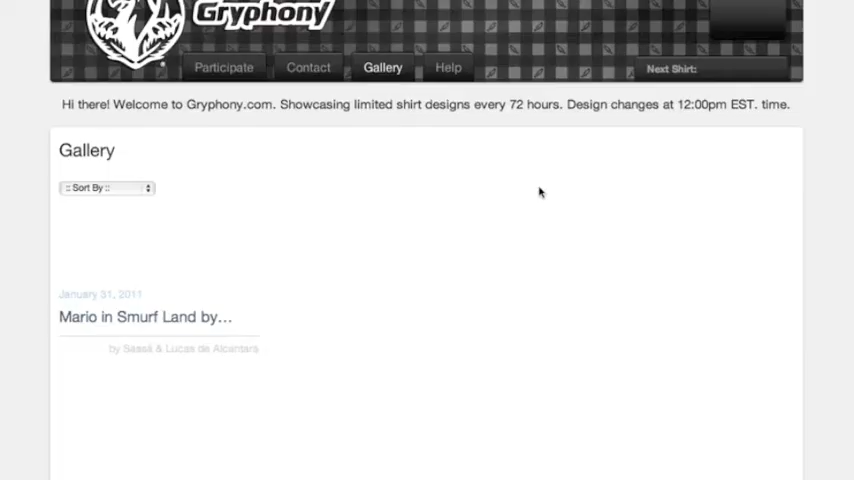 Gryphony
Participate
Contact
Gallery
Help
Next Shirt:
Hi there! Welcome to Gryphony.com. Showcasing limited shirt designs every 72 hours. Design changes at 12:00pm EST. time.
Gallery
:: Sort By ::
January 31, 2011
Mario in Smurf Land by...
by Sassá & Lucas de Alcântara